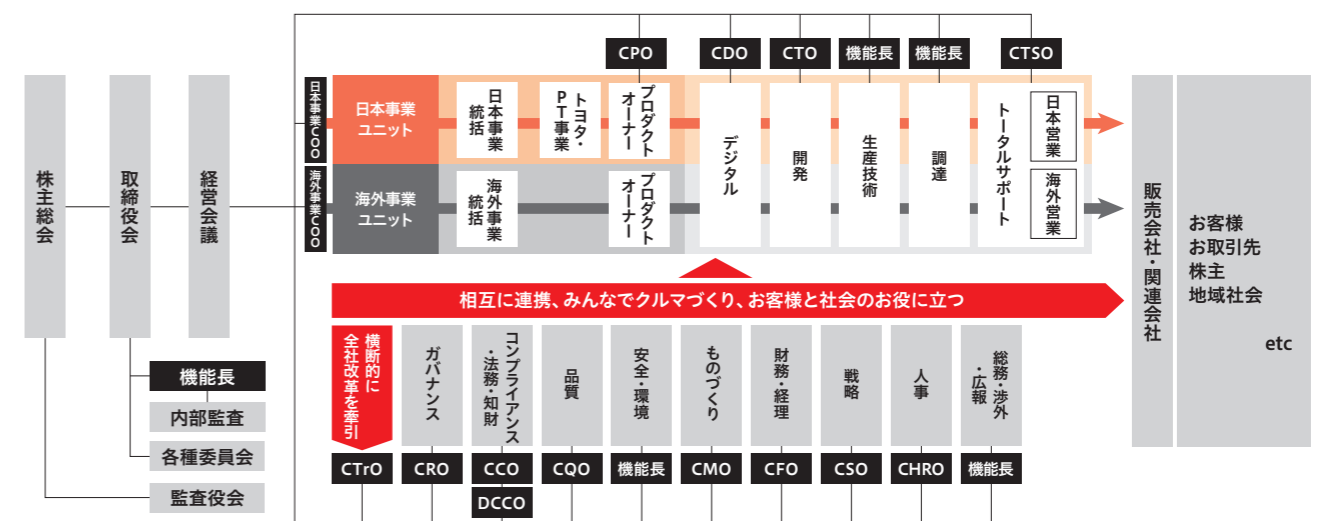 株主総会
取締役会
経営会議
機能長
内部監査
各種委員会
監査役会
CPO
CDO
CTO
機能長
機能長
CTSO
日本事業COO
日本事業
ユニット
日本事業
統括
トヨタ・
PT事業
プロダクト
オーナー
海外事業COO
海外事業
ユニット
海外事業
統括
プロダクト
オーナー
デジタル
開発
生産技術
調達
トータルサポート
日本営業
海外営業
相互に連携、みんなでクルマづくり、お客様と社会のお役に立つ
横断的に
全社改革を牽引
ガバナンス
コンプライアンス
・法務・知財
品質
安全・環境
ものづくり
財務・経理
戦略
人事
総務・渉外
・広報
CTrO
CRO
CCO
DCCO
CQO
機能長
CMO
CFO
CSO
CHRO
機能長
販売会社・関連会社
お客様
お取引先
株主
地域社会
etc